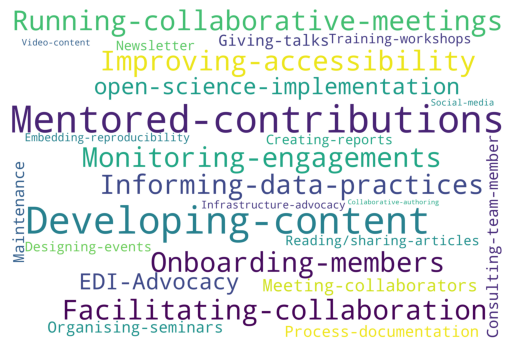 Running-collaborative-meetings
Video-content
Newsletter
Giving-talks
Training-workshops
Improving-accessibility
open-science-implementation
Social-media
Mentored-contributions
Embedding-reproducibility
Creating-reports
Monitoring-engagements
Informing-data-practices
Maintenance
Consulting-team-member
Infrastructure-advocacy
Collaborative-authoring
Developing-content
Designing-events
Reading/sharing-articles
Onboarding-members
EDI-Advocacy
Meeting-collaborators
Facilitating-collaboration
Organising-seminars
Process-documentation